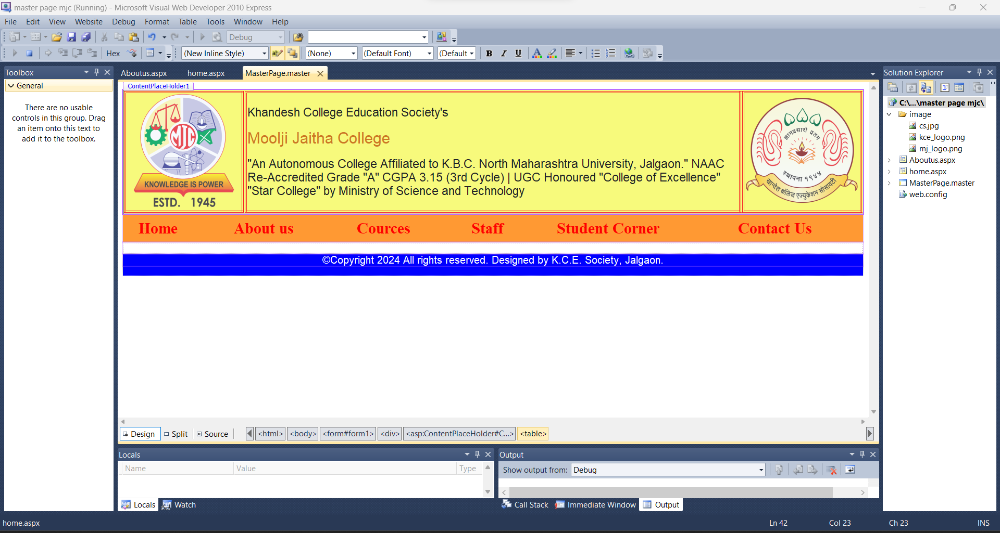 master page mjc (Running) - Microsoft Visual Web Developer 2010 Express
File Edit View Website Debug Format Table Tools Window Help
Debug
Hex (New Inline Style) (None) (Default Font) (Default B I U
Toolbox
General
There are no usable
controls in this group. Drag
an item onto this text to
add it to the toolbox.
Aboutus.aspx home.aspx MasterPage.master
ContentPlaceHolder1
MJC
KNOWLEDGE IS POWER
ESTD. 1945
Khandesh College Education Society's
Moolji Jaitha College
"An Autonomous College Affiliated to K.B.C. North Maharashtra University, Jalgaon." NAAC
Re-Accredited Grade "A" CGPA 3.15 (3rd Cycle) | UGC Honoured "College of Excellence"
"Star College" by Ministry of Science and Technology
ज्ञानप्रसारो व्रतम्
स्थापना १९४४
खान्देश कॉलेज एज्युकेशन सोसायटी
Home About us Cources Staff Student Corner Contact Us
©Copyright 2024 All rights reserved. Designed by K.C.E. Society, Jalgaon.
Design Split Source <html> <body> <form#form1> <div> <asp:ContentPlaceHolder#C...> <table>
Locals
Name Value Type
Locals Watch
Output
Show output from: Debug
Call Stack Immediate Window Output
Solution Explorer
C:\...\master page mjc\
image
cs.jpg
kce_logo.png
mj_logo.png
Aboutus.aspx
home.aspx
MasterPage.master
web.config
home.aspx Ln 42 Col 23 Ch 23 INS